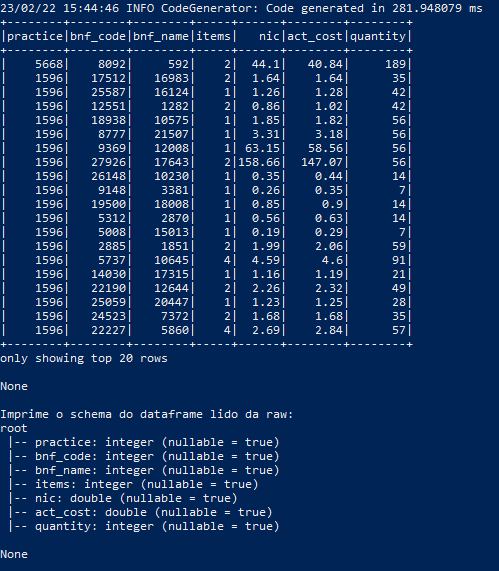 23/02/22 15:44:46 INFO CodeGenerator: Code generated in 281.948079 ms
+--------+--------+--------+-----+------+--------+--------+
|practice|bnf_code|bnf_name|items|   nic|act_cost|quantity|
+--------+--------+--------+-----+------+--------+--------+
|    5668|    8092|     592|    2|  44.1|   40.84|     189|
|    1596|   17512|   16983|    2|  1.64|    1.64|      35|
|    1596|   25587|   16124|    1|  1.26|    1.28|      42|
|    1596|   12551|    1282|    2|  0.86|    1.02|      42|
|    1596|   18938|   10575|    1|  1.85|    1.82|      56|
|    1596|    8777|   21507|    1|  3.31|    3.18|      56|
|    1596|    9369|   12008|    1| 63.15|   58.56|      56|
|    1596|   27926|   17643|    2|158.66|  147.07|      56|
|    1596|   26148|   10230|    1|  0.35|    0.44|      14|
|    1596|    9148|    3381|    1|  0.26|    0.35|       7|
|    1596|   19500|   18008|    1|  0.85|     0.9|      14|
|    1596|    5312|    2870|    1|  0.56|    0.63|      14|
|    1596|    5008|   15013|    1|  0.19|    0.29|       7|
|    1596|    2885|    1851|    2|  1.99|    2.06|      59|
|    1596|    5737|   10645|    4|  4.59|     4.6|      91|
|    1596|   14030|   17315|    1|  1.16|    1.19|      21|
|    1596|   22190|   12644|    2|  2.26|    2.32|      49|
|    1596|   25059|   20447|    1|  1.23|    1.25|      28|
|    1596|   24523|    7372|    2|  1.68|    1.68|      35|
|    1596|   22227|    5860|    4|  2.69|    2.84|      57|
+--------+--------+--------+-----+------+--------+--------+
only showing top 20 rows
None
Imprime o schema do dataframe lido da raw:
root
 |-- practice: integer (nullable = true)
 |-- bnf_code: integer (nullable = true)
 |-- bnf_name: integer (nullable = true)
 |-- items: integer (nullable = true)
 |-- nic: double (nullable = true)
 |-- act_cost: double (nullable = true)
 |-- quantity: integer (nullable = true)
None